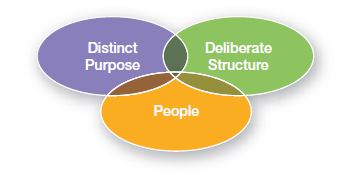 Distinct
Purpose
Deliberate
Structure
People